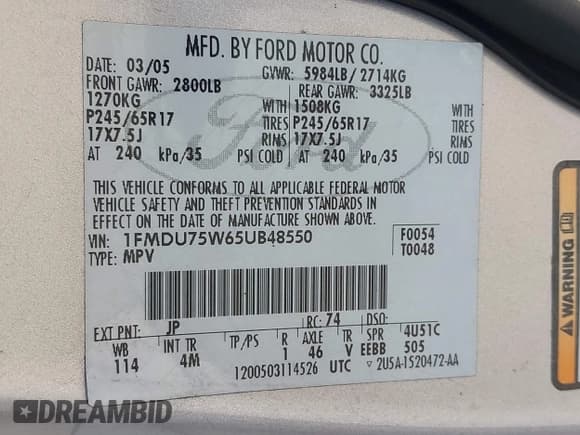 MFD. BY FORD MOTOR CO.
DATE 03/05 GVWR: 5984LB/ 2714KG
FRONT GAWR: 2800LB REAR GAWR: 3325LB
1270KG 1508KG WITH
P245/65R17 TIRES P245/65R17 TIRES
17X7.5J RIMS 17X7.5J RIMS
AT 240 kPa/35 PSI COLD AT 240 kPa/35 PSI COLD
THIS VEHICLE CONFORMS TO ALL APPLICABLE FEDERAL MOTOR
VEHICLE SAFETY AND THEFT PREVENTION STANDARDS IN
EFFECT ON THE DATE OF MANUFACTURE SHOWN ABOVE.
VIN: 1FMDU75W65UB48550 F0054
TYPE: MPV T0048
EXT PNT: JP RC: 74 DSO:
WB INT TR TP/PS R AXLE TR SPR 4U51C
114 4M 1 46 V EEBB 505
1200503114526 UTC 2U5A-1520472-AA
Ford
WARNING
DREAMBID